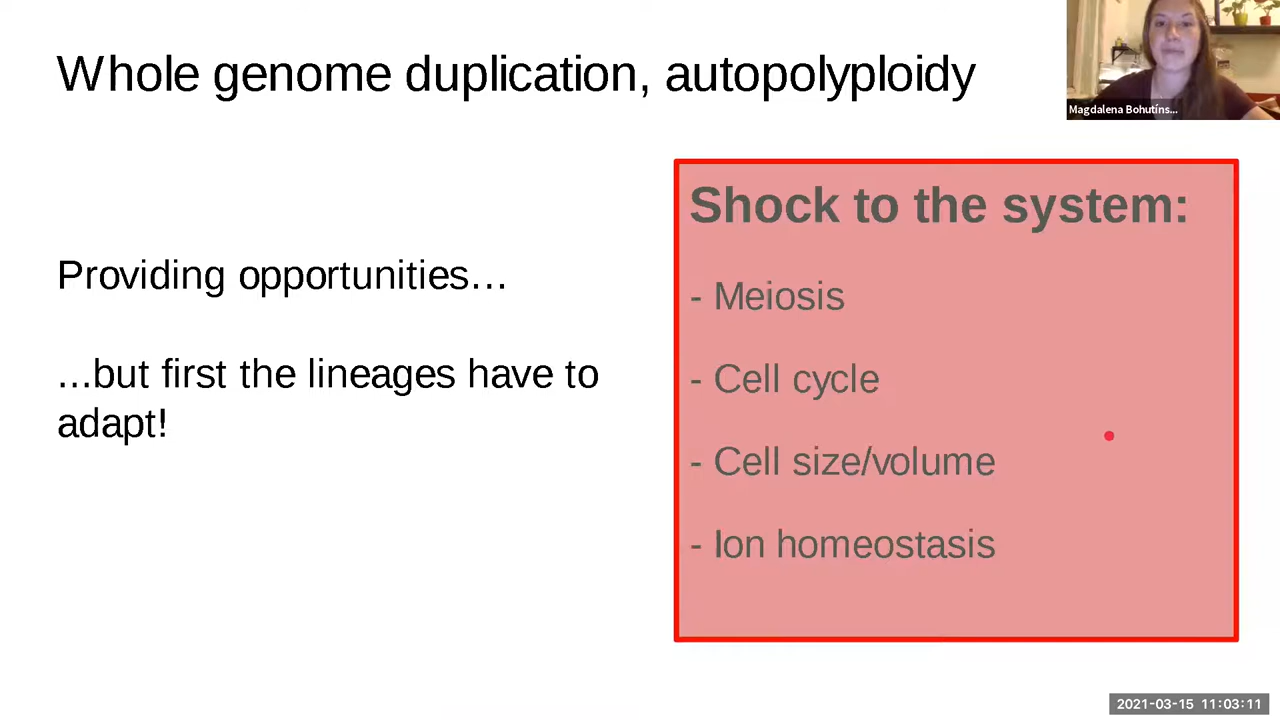 Whole genome duplication, autopolyploidy
Magdalena Bohutíns...
Providing opportunities…
…but first the lineages have to
adapt!
Shock to the system:
- Meiosis
- Cell cycle
- Cell size/volume
- Ion homeostasis
2021-03-15 11:03:11